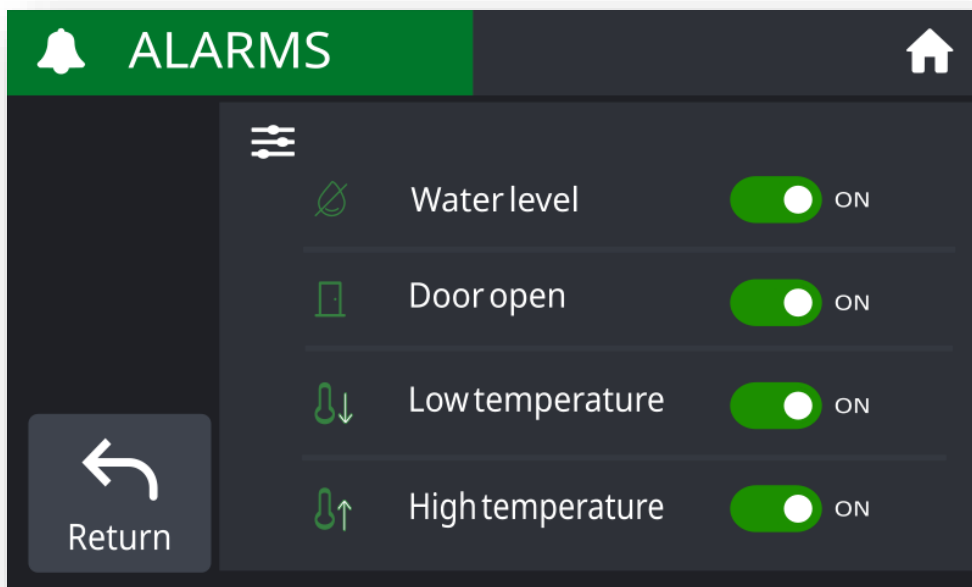 ALARMS
Water level ON
Door open ON
Low temperature ON
High temperature ON
Return